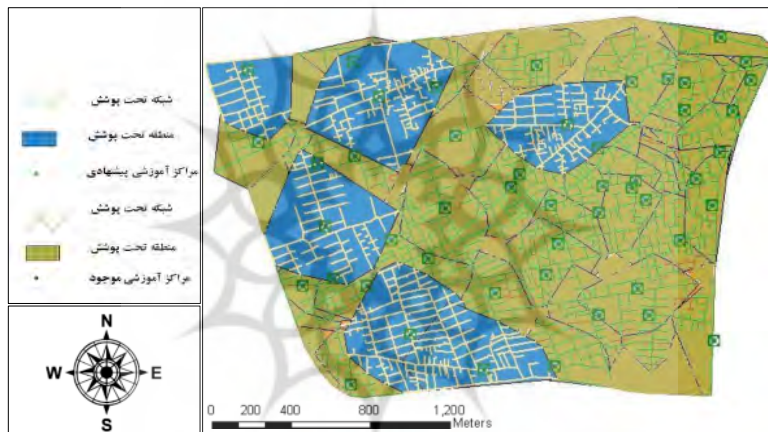 شبکه تحت پوشش
منطقه تحت پوشش
مراکز آموزشی پیشنهادی
شبکه تحت پوشش
منطقه تحت پوشش
مراکز آموزشی موجود
N
W E
S
0 200 400 800 1,200
Meters